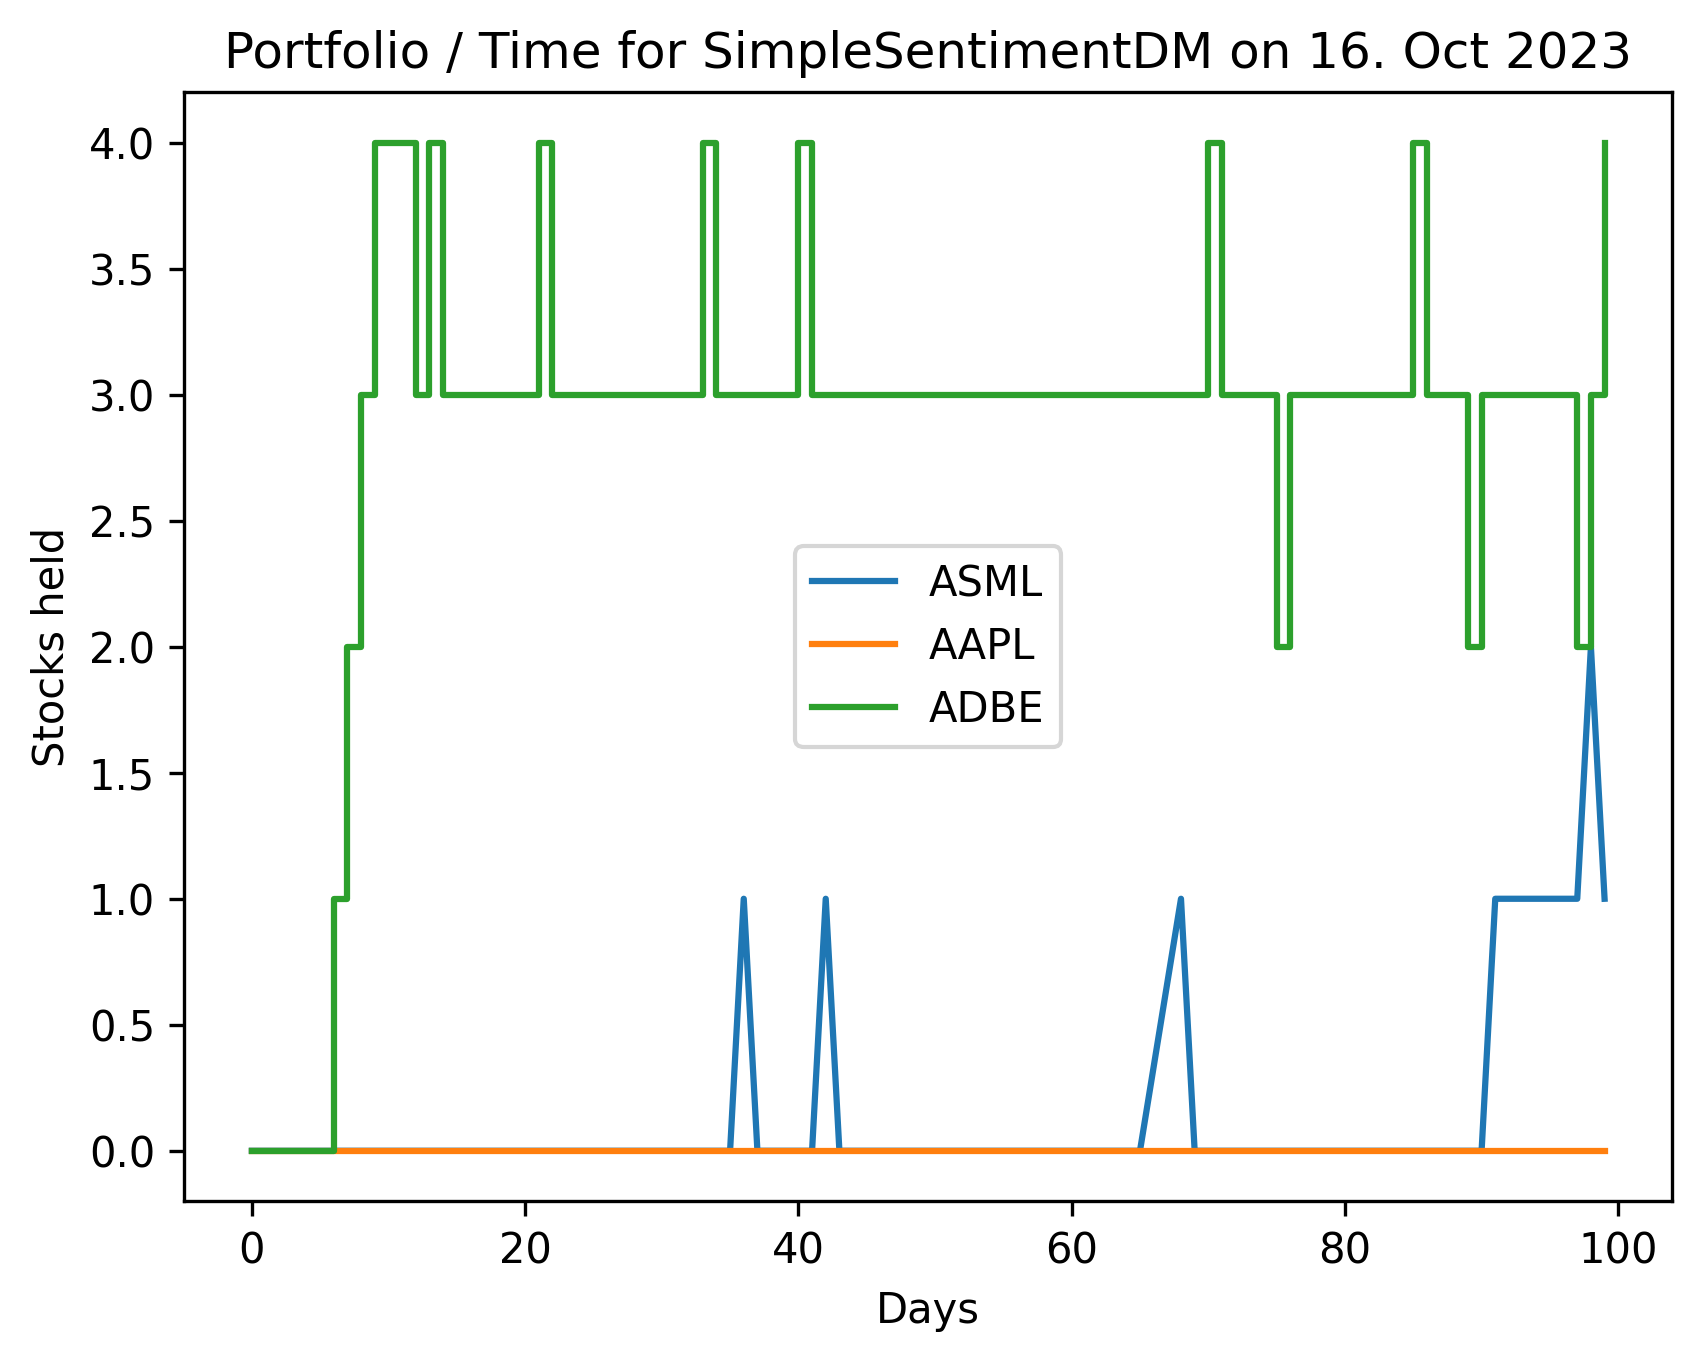 Portfolio / Time for SimpleSentimentDM on 16. Oct 2023
4.0
3.5
3.0
2.5
2.0
1.5
1.0
0.5
0.0
Stocks held
ASML
AAPL
ADBE
0 20 40 60 80 100
Days